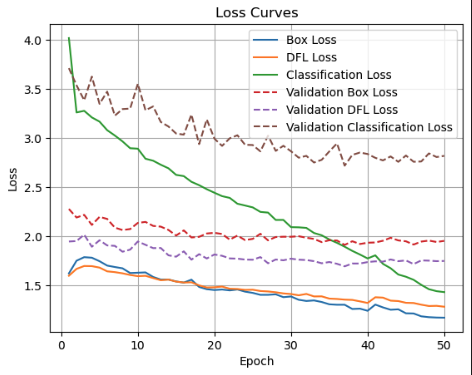 Loss Curves
Box Loss
DFL Loss
Classification Loss
Validation Box Loss
Validation DFL Loss
Validation Classification Loss
Loss
4.0
3.5
3.0
2.5
2.0
1.5
0 10 20 30 40 50
Epoch